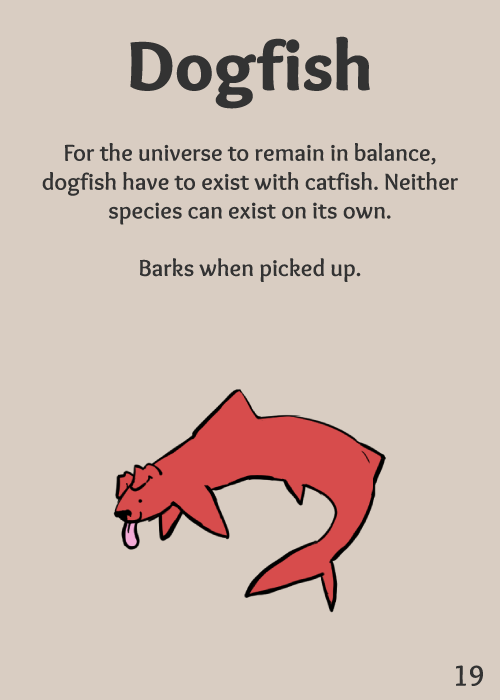 Dogfish
For the universe to remain in balance,
dogfish have to exist with catfish. Neither
species can exist on its own.
Barks when picked up.
19